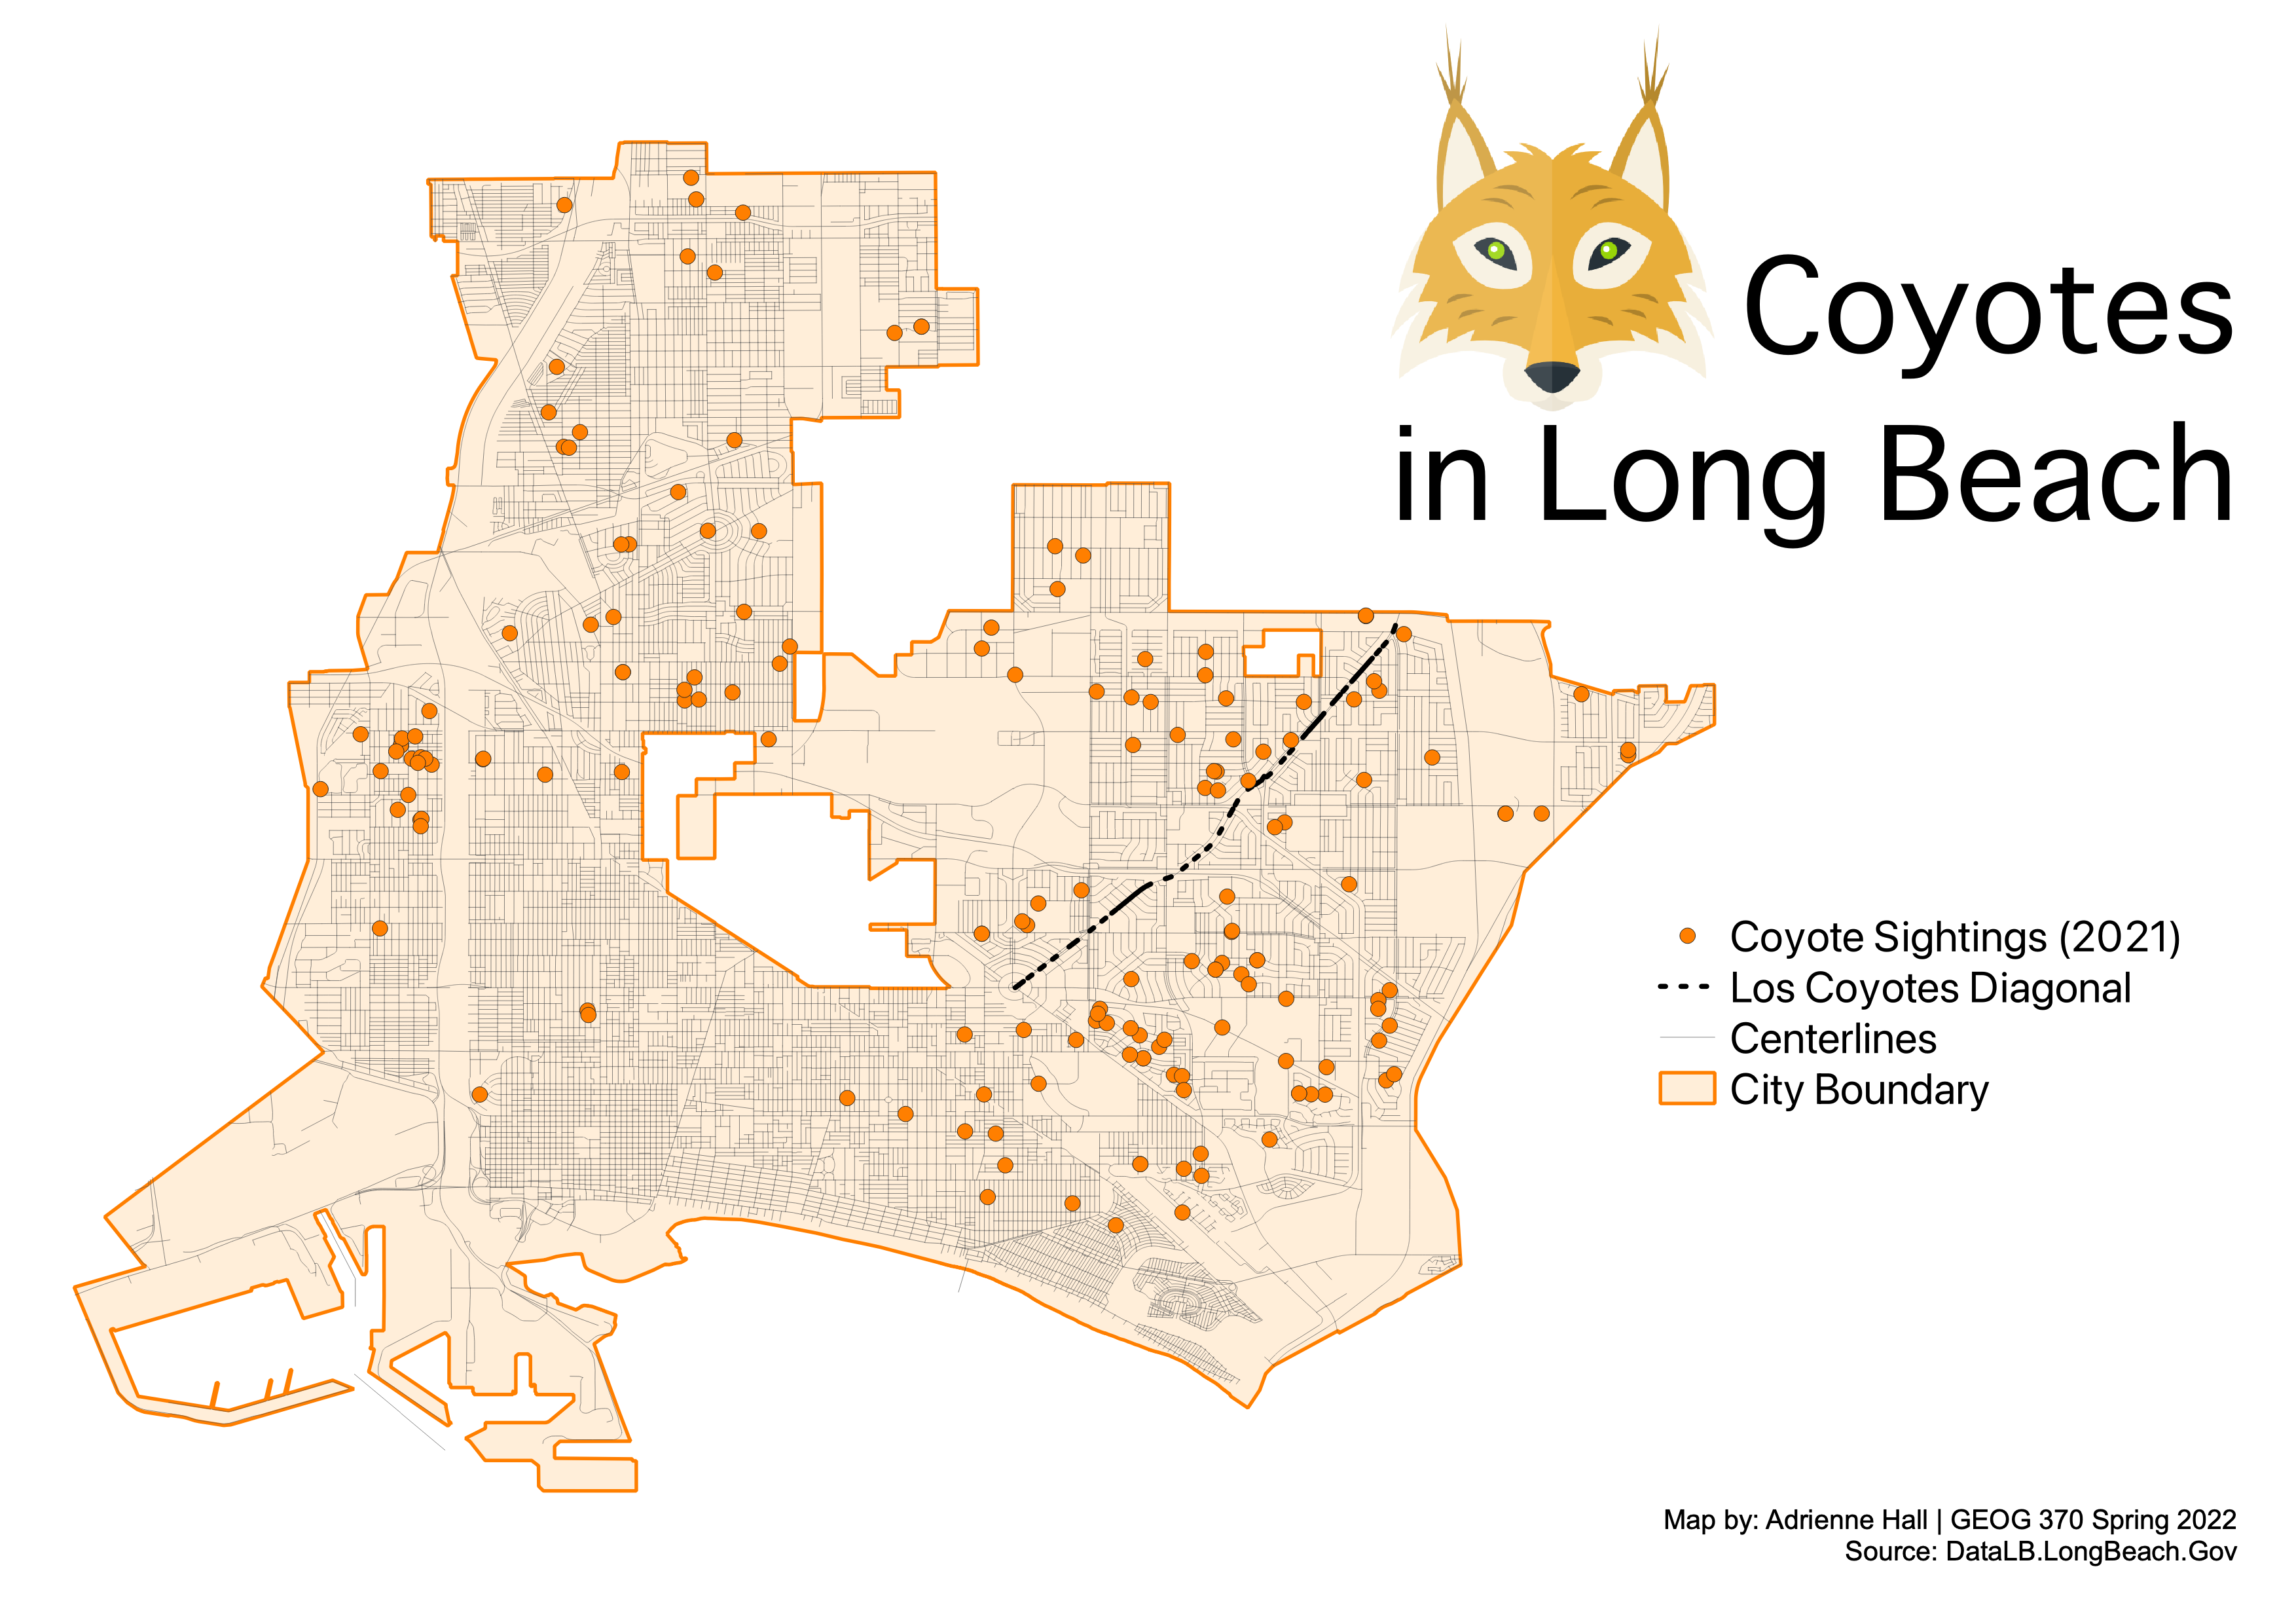 Coyotes
in Long Beach
Coyote Sightings (2021)
Los Coyotes Diagonal
Centerlines
City Boundary
Map by: Adrienne Hall | GEOG 370 Spring 2022
Source: DataLB.LongBeach.Gov